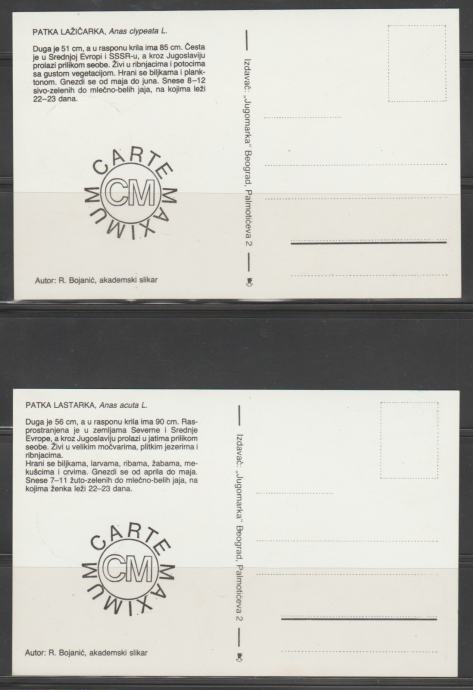 PATKA LAŽIČARKA, Anas clypeata L.
Duga je 51 cm, a u rasponu krila ima 85 cm. Česta
je u Srednjoj Evropi i SSSR-u, a kroz Jugoslaviju
prolazi prilikom seobe. Živi u ribnjacima i potocima
sa gustom vegetacijom. Hrani se biljkama i plank-
tonom. Gnezdi se od maja do juna. Snese 8–12
sivo-zelenih do mlečno-belih jaja, na kojima leži
22–23 dana.
CARTE MAXIMUM
CM
Autor: R. Bojanić, akademski slikar
Izdavač: „Jugomarka" Beograd, Palmotićeva 2
PATKA LASTARKA, Anas acuta L.
Duga je 56 cm, a u rasponu krila ima 90 cm. Ras-
prostranjena je u zemljama Severne i Srednje
Evrope, a kroz Jugoslaviju prolazi u jatima prilikom
seobe. Živi u velikim močvarima, plitkim jezerima i
ribnjacima.
Hrani se biljkama, larvama, ribama, žabama, me-
kušcima i crvima. Gnezdi se od aprila do maja.
Snese 7–11 žuto-zelenih do mlečno-belih jaja, na
kojima ženka leži 22–23 dana.
CARTE MAXIMUM
CM
Autor: R. Bojanić, akademski slikar
Izdavač: „Jugomarka" Beograd, Palmotićeva 2